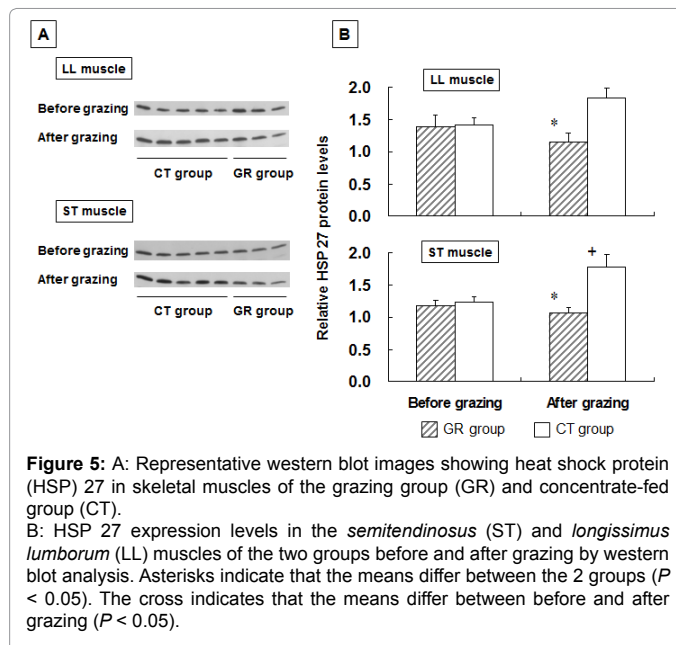 A
LL muscle
Before grazing
After grazing
CT group GR group
ST muscle
Before grazing
After grazing
CT group GR group
B
Relative HSP 27 protein levels
LL muscle
2.0
1.5
*
1.0
0.5
0.0
ST muscle
2.0
+
1.5
*
1.0
0.5
0.0
Before grazing After grazing
GR group CT group
Figure 5: A: Representative western blot images showing heat shock protein
(HSP) 27 in skeletal muscles of the grazing group (GR) and concentrate-fed
group (CT).
B: HSP 27 expression levels in the semitendinosus (ST) and longissimus
lumborum (LL) muscles of the two groups before and after grazing by western
blot analysis. Asterisks indicate that the means differ between the 2 groups (P
< 0.05). The cross indicates that the means differ between before and after
grazing (P < 0.05).